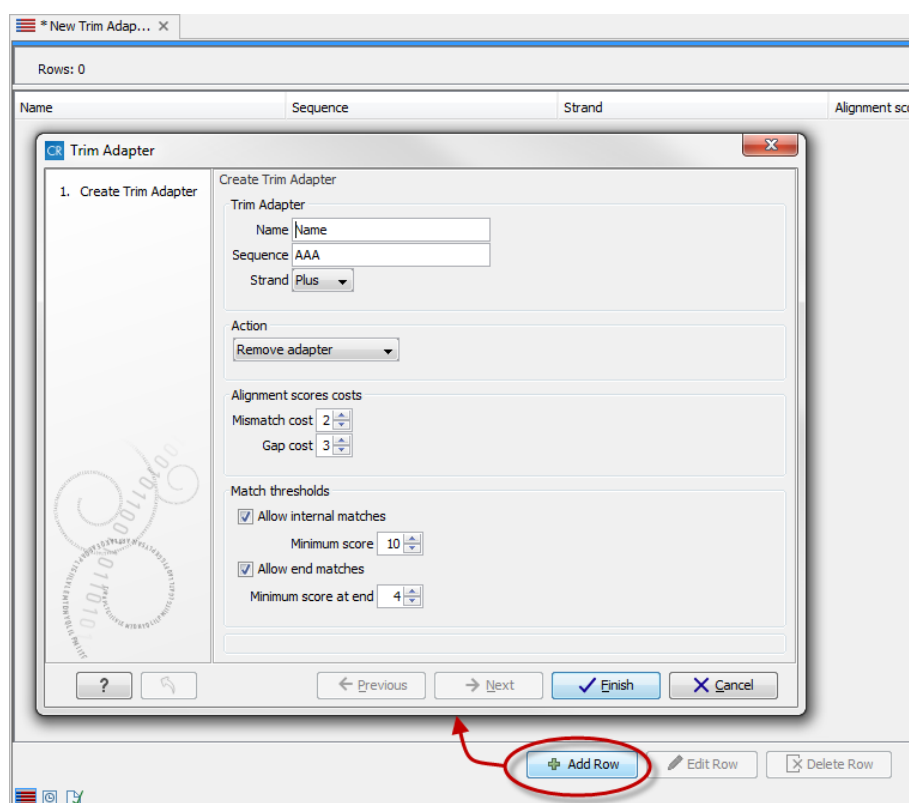 * New Trim Adap... X
Rows: 0
Name Sequence Strand Alignment sco
CR Trim Adapter X
1. Create Trim Adapter
Create Trim Adapter
Trim Adapter
Name Name
Sequence AAA
Strand Plus
Action
Remove adapter
Alignment scores costs
Mismatch cost 2
Gap cost 3
Match thresholds
Allow internal matches
Minimum score 10
Allow end matches
Minimum score at end 4
? Previous Next Finish Cancel
Add Row Edit Row Delete Row